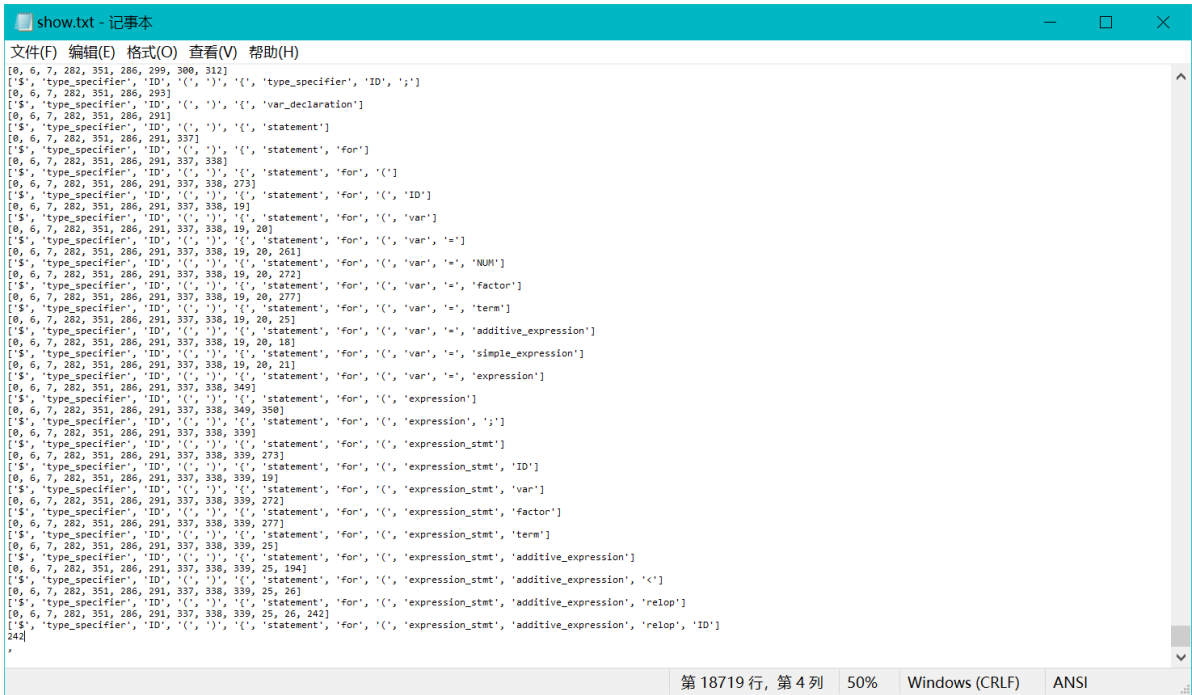 show.txt - 记事本
文件(F) 编辑(E) 格式(O) 查看(V) 帮助(H)
[0, 6, 7, 282, 351, 286, 299, 300, 312]
['$', 'type_specifier', 'ID', '(', ')', '{', 'type_specifier', 'ID', ';']
[0, 6, 7, 282, 351, 286, 293]
['$', 'type_specifier', 'ID', '(', ')', '{', 'var_declaration']
[0, 6, 7, 282, 351, 286, 291]
['$', 'type_specifier', 'ID', '(', ')', '{', 'statement']
[0, 6, 7, 282, 351, 286, 291, 337]
['$', 'type_specifier', 'ID', '(', ')', '{', 'statement', 'for']
[0, 6, 7, 282, 351, 286, 291, 337, 338]
['$', 'type_specifier', 'ID', '(', ')', '{', 'statement', 'for', '(']
[0, 6, 7, 282, 351, 286, 291, 337, 338, 273]
['$', 'type_specifier', 'ID', '(', ')', '{', 'statement', 'for', '(', 'ID']
[0, 6, 7, 282, 351, 286, 291, 337, 338, 19]
['$', 'type_specifier', 'ID', '(', ')', '{', 'statement', 'for', '(', 'var']
[0, 6, 7, 282, 351, 286, 291, 337, 338, 19, 20]
['$', 'type_specifier', 'ID', '(', ')', '{', 'statement', 'for', '(', 'var', '=']
[0, 6, 7, 282, 351, 286, 291, 337, 338, 19, 20, 261]
['$', 'type_specifier', 'ID', '(', ')', '{', 'statement', 'for', '(', 'var', '=', 'NUM']
[0, 6, 7, 282, 351, 286, 291, 337, 338, 19, 20, 272]
['$', 'type_specifier', 'ID', '(', ')', '{', 'statement', 'for', '(', 'var', '=', 'factor']
[0, 6, 7, 282, 351, 286, 291, 337, 338, 19, 20, 277]
['$', 'type_specifier', 'ID', '(', ')', '{', 'statement', 'for', '(', 'var', '=', 'term']
[0, 6, 7, 282, 351, 286, 291, 337, 338, 19, 20, 25]
['$', 'type_specifier', 'ID', '(', ')', '{', 'statement', 'for', '(', 'var', '=', 'additive_expression']
[0, 6, 7, 282, 351, 286, 291, 337, 338, 19, 20, 18]
['$', 'type_specifier', 'ID', '(', ')', '{', 'statement', 'for', '(', 'var', '=', 'simple_expression']
[0, 6, 7, 282, 351, 286, 291, 337, 338, 19, 20, 21]
['$', 'type_specifier', 'ID', '(', ')', '{', 'statement', 'for', '(', 'var', '=', 'expression']
[0, 6, 7, 282, 351, 286, 291, 337, 338, 349]
['$', 'type_specifier', 'ID', '(', ')', '{', 'statement', 'for', '(', 'expression']
[0, 6, 7, 282, 351, 286, 291, 337, 338, 349, 350]
['$', 'type_specifier', 'ID', '(', ')', '{', 'statement', 'for', '(', 'expression', ';']
[0, 6, 7, 282, 351, 286, 291, 337, 338, 339]
['$', 'type_specifier', 'ID', '(', ')', '{', 'statement', 'for', '(', 'expression_stmt']
[0, 6, 7, 282, 351, 286, 291, 337, 338, 339, 273]
['$', 'type_specifier', 'ID', '(', ')', '{', 'statement', 'for', '(', 'expression_stmt', 'ID']
[0, 6, 7, 282, 351, 286, 291, 337, 338, 339, 19]
['$', 'type_specifier', 'ID', '(', ')', '{', 'statement', 'for', '(', 'expression_stmt', 'var']
[0, 6, 7, 282, 351, 286, 291, 337, 338, 339, 272]
['$', 'type_specifier', 'ID', '(', ')', '{', 'statement', 'for', '(', 'expression_stmt', 'factor']
[0, 6, 7, 282, 351, 286, 291, 337, 338, 339, 277]
['$', 'type_specifier', 'ID', '(', ')', '{', 'statement', 'for', '(', 'expression_stmt', 'term']
[0, 6, 7, 282, 351, 286, 291, 337, 338, 339, 25]
['$', 'type_specifier', 'ID', '(', ')', '{', 'statement', 'for', '(', 'expression_stmt', 'additive_expression']
[0, 6, 7, 282, 351, 286, 291, 337, 338, 339, 25, 194]
['$', 'type_specifier', 'ID', '(', ')', '{', 'statement', 'for', '(', 'expression_stmt', 'additive_expression', '<']
[0, 6, 7, 282, 351, 286, 291, 337, 338, 339, 25, 26]
['$', 'type_specifier', 'ID', '(', ')', '{', 'statement', 'for', '(', 'expression_stmt', 'additive_expression', 'relop']
[0, 6, 7, 282, 351, 286, 291, 337, 338, 339, 25, 26, 242]
['$', 'type_specifier', 'ID', '(', ')', '{', 'statement', 'for', '(', 'expression_stmt', 'additive_expression', 'relop', 'ID']
242
,
第 18719 行，第 4 列 50% Windows (CRLF) ANSI